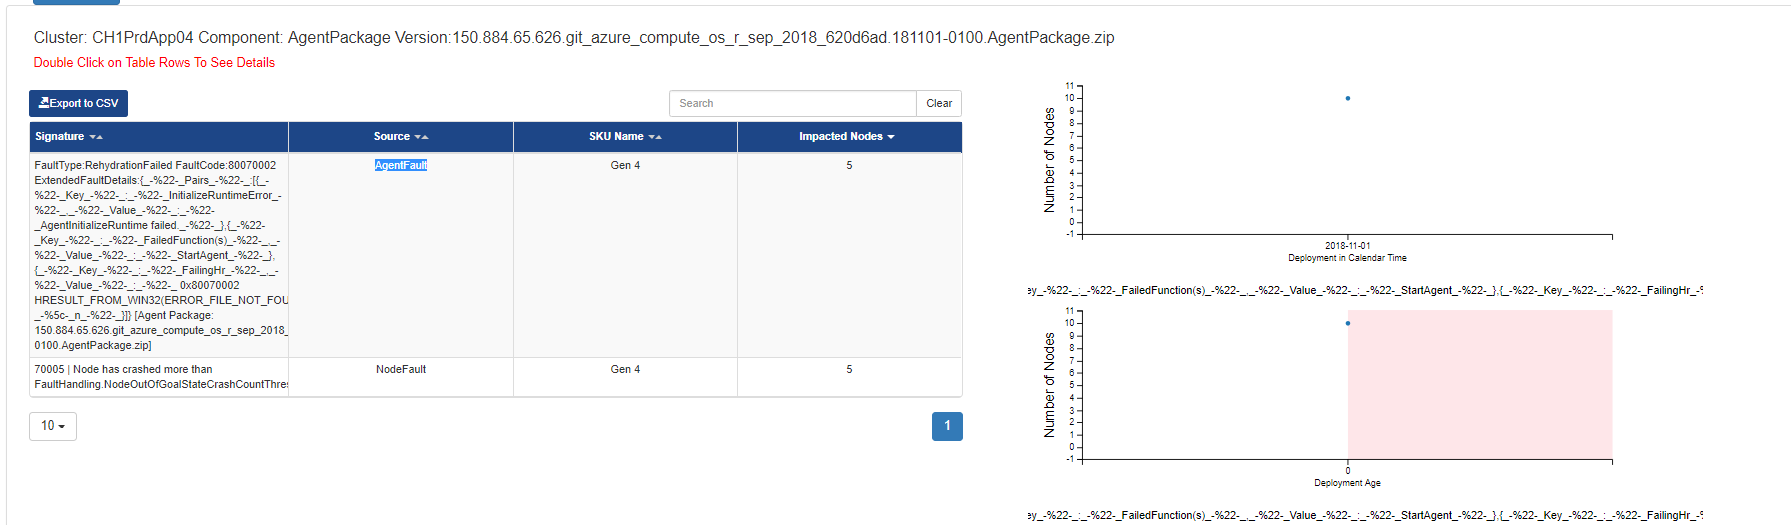 Cluster: CH1PrdApp04 Component: AgentPackage Version:150.884.65.626.git_azure_compute_os_r_sep_2018_620d6ad.181101-0100.AgentPackage.zip
Double Click on Table Rows To See Details
Export to CSV
Search
Clear
Signature
Source
SKU Name
Impacted Nodes
FaultType:RehydrationFailed FaultCode:80070002
ExtendedFaultDetails:{_-%22-_Pairs_-%22-_:[{_-
%22-_Key_-%22-_:_-%22-_InitializeRuntimeError_-
%22-_,_-%22-_Value_-%22-_:_-%22-
_AgentInitializeRuntime failed._-%22-_},{_-%22-
_Key_-%22-_:_-%22-_FailedFunction(s)_-%22-_,_-
%22-_Value_-%22-_:_-%22-_StartAgent_-%22-_},
{_-%22-_Key_-%22-_:_-%22-_FailingHr_-%22-_,_-
%22-_Value_-%22-_:_-%22-_ 0x80070002
HRESULT_FROM_WIN32(ERROR_FILE_NOT_FOU
_-%5c-_n_-%22-_}]} [Agent Package:
150.884.65.626.git_azure_compute_os_r_sep_2018_
0100.AgentPackage.zip]
AgentFault
Gen 4
5
70005 | Node has crashed more than
FaultHandling.NodeOutOfGoalStateCrashCountThres
NodeFault
Gen 4
5
10
1
Number of Nodes
11
10
9
8
7
6
5
4
3
2
1
0
-1
2018-11-01
Deployment in Calendar Time
ey_-%22-_:_-%22-_FailedFunction(s)_-%22-_,_-%22-_Value_-%22-_:_-%22-_StartAgent_-%22-_},{_-%22-_Key_-%22-_:_-%22-_FailingHr_-%
Number of Nodes
11
10
9
8
7
6
5
4
3
2
1
0
-1
0
Deployment Age
ey_-%22-_:_-%22-_FailedFunction(s)_-%22-_,_-%22-_Value_-%22-_:_-%22-_StartAgent_-%22-_},{_-%22-_Key_-%22-_:_-%22-_FailingHr_-%